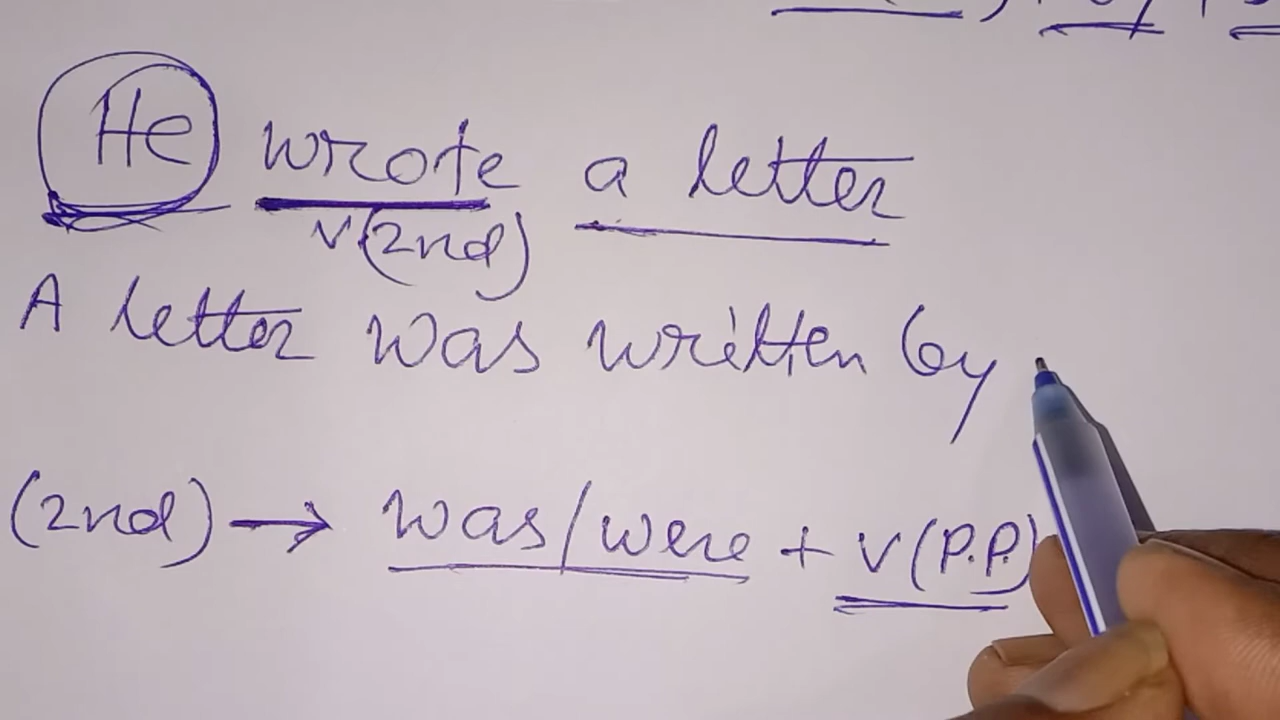 He wrote a letter
v(2nd)
A letter was written by
(2nd) → was/were + v(P.P)